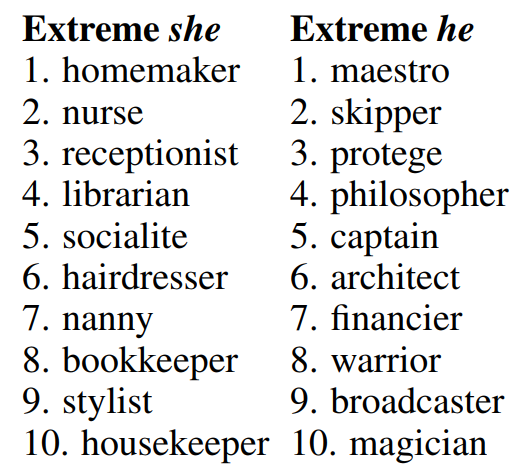 Extreme she
1. homemaker
2. nurse
3. receptionist
4. librarian
5. socialite
6. hairdresser
7. nanny
8. bookkeeper
9. stylist
10. housekeeper
Extreme he
1. maestro
2. skipper
3. protege
4. philosopher
5. captain
6. architect
7. financier
8. warrior
9. broadcaster
10. magician